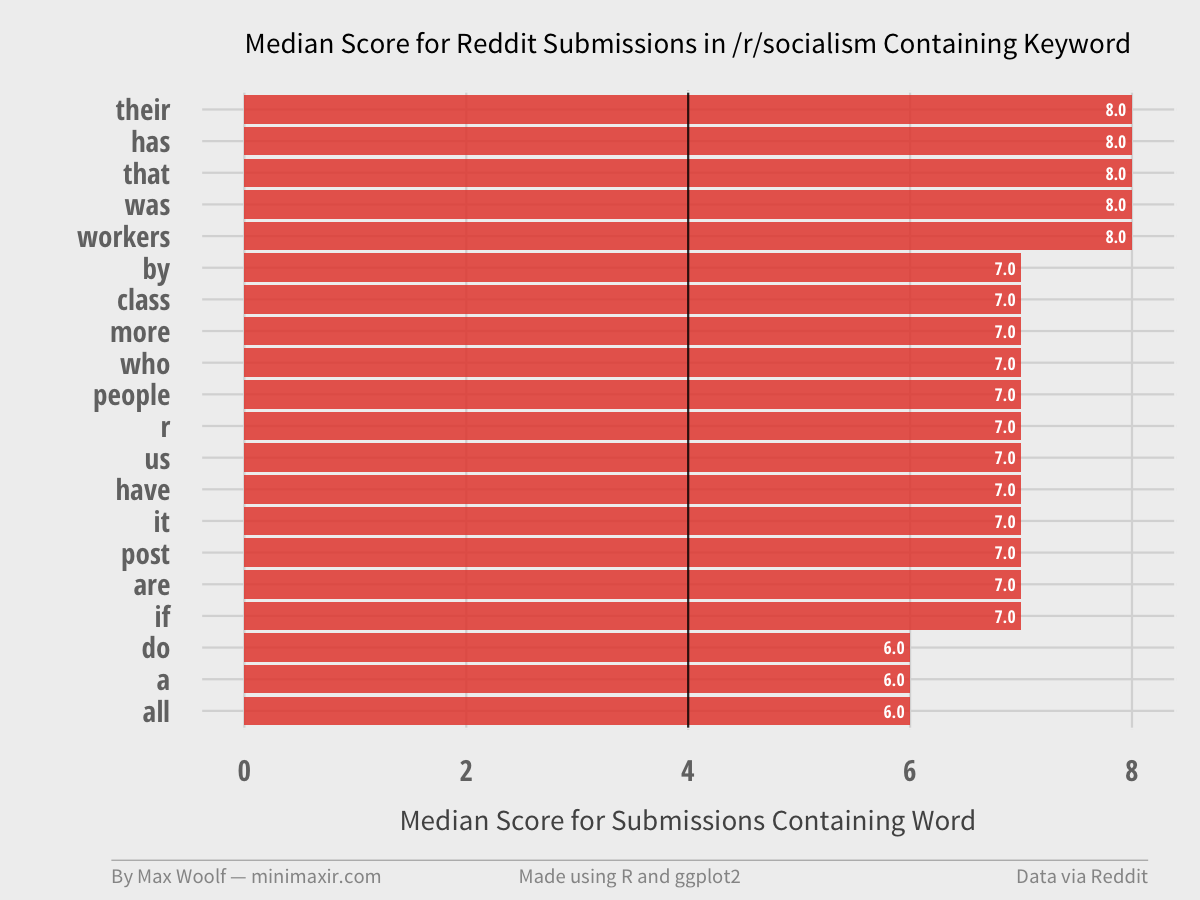 Median Score for Reddit Submissions in /r/socialism Containing Keyword
their 8.0
has 8.0
that 8.0
was 8.0
workers 8.0
by 7.0
class 7.0
more 7.0
who 7.0
people 7.0
r 7.0
us 7.0
have 7.0
it 7.0
post 7.0
are 7.0
if 7.0
do 6.0
a 6.0
all 6.0
0 2 4 6 8
Median Score for Submissions Containing Word
By Max Woolf — minimaxir.com Made using R and ggplot2 Data via Reddit